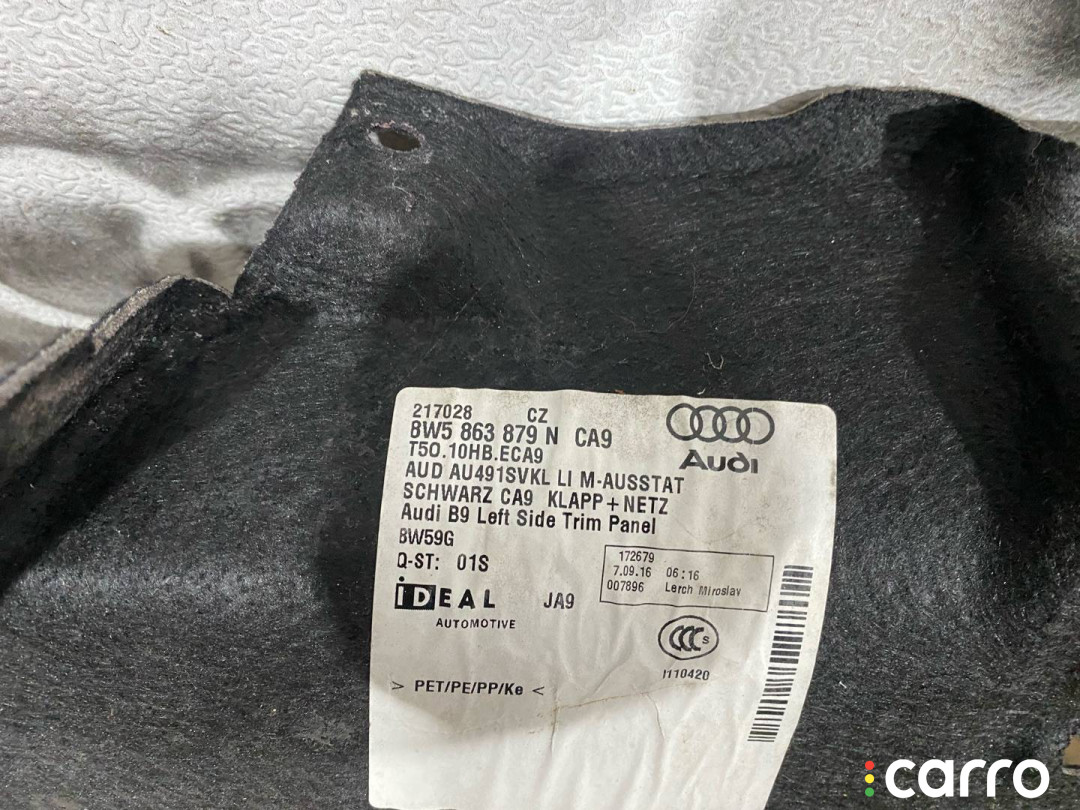 217028 CZ
8W5 863 879 N CA9
T50.10HB.ECA9
AUD AU491SVKL LI M-AUSSTAT
SCHWARZ CA9 KLAPP+NETZ
Audi B9 Left Side Trim Panel
8W59G
Q-ST: 01S
Audi
172679
7.09.16 06:16
007896 Lerch Miroslav
iDEAL JA9
AUTOMOTIVE
CCC S
I110420
> PET/PE/PP/Ke <
carro